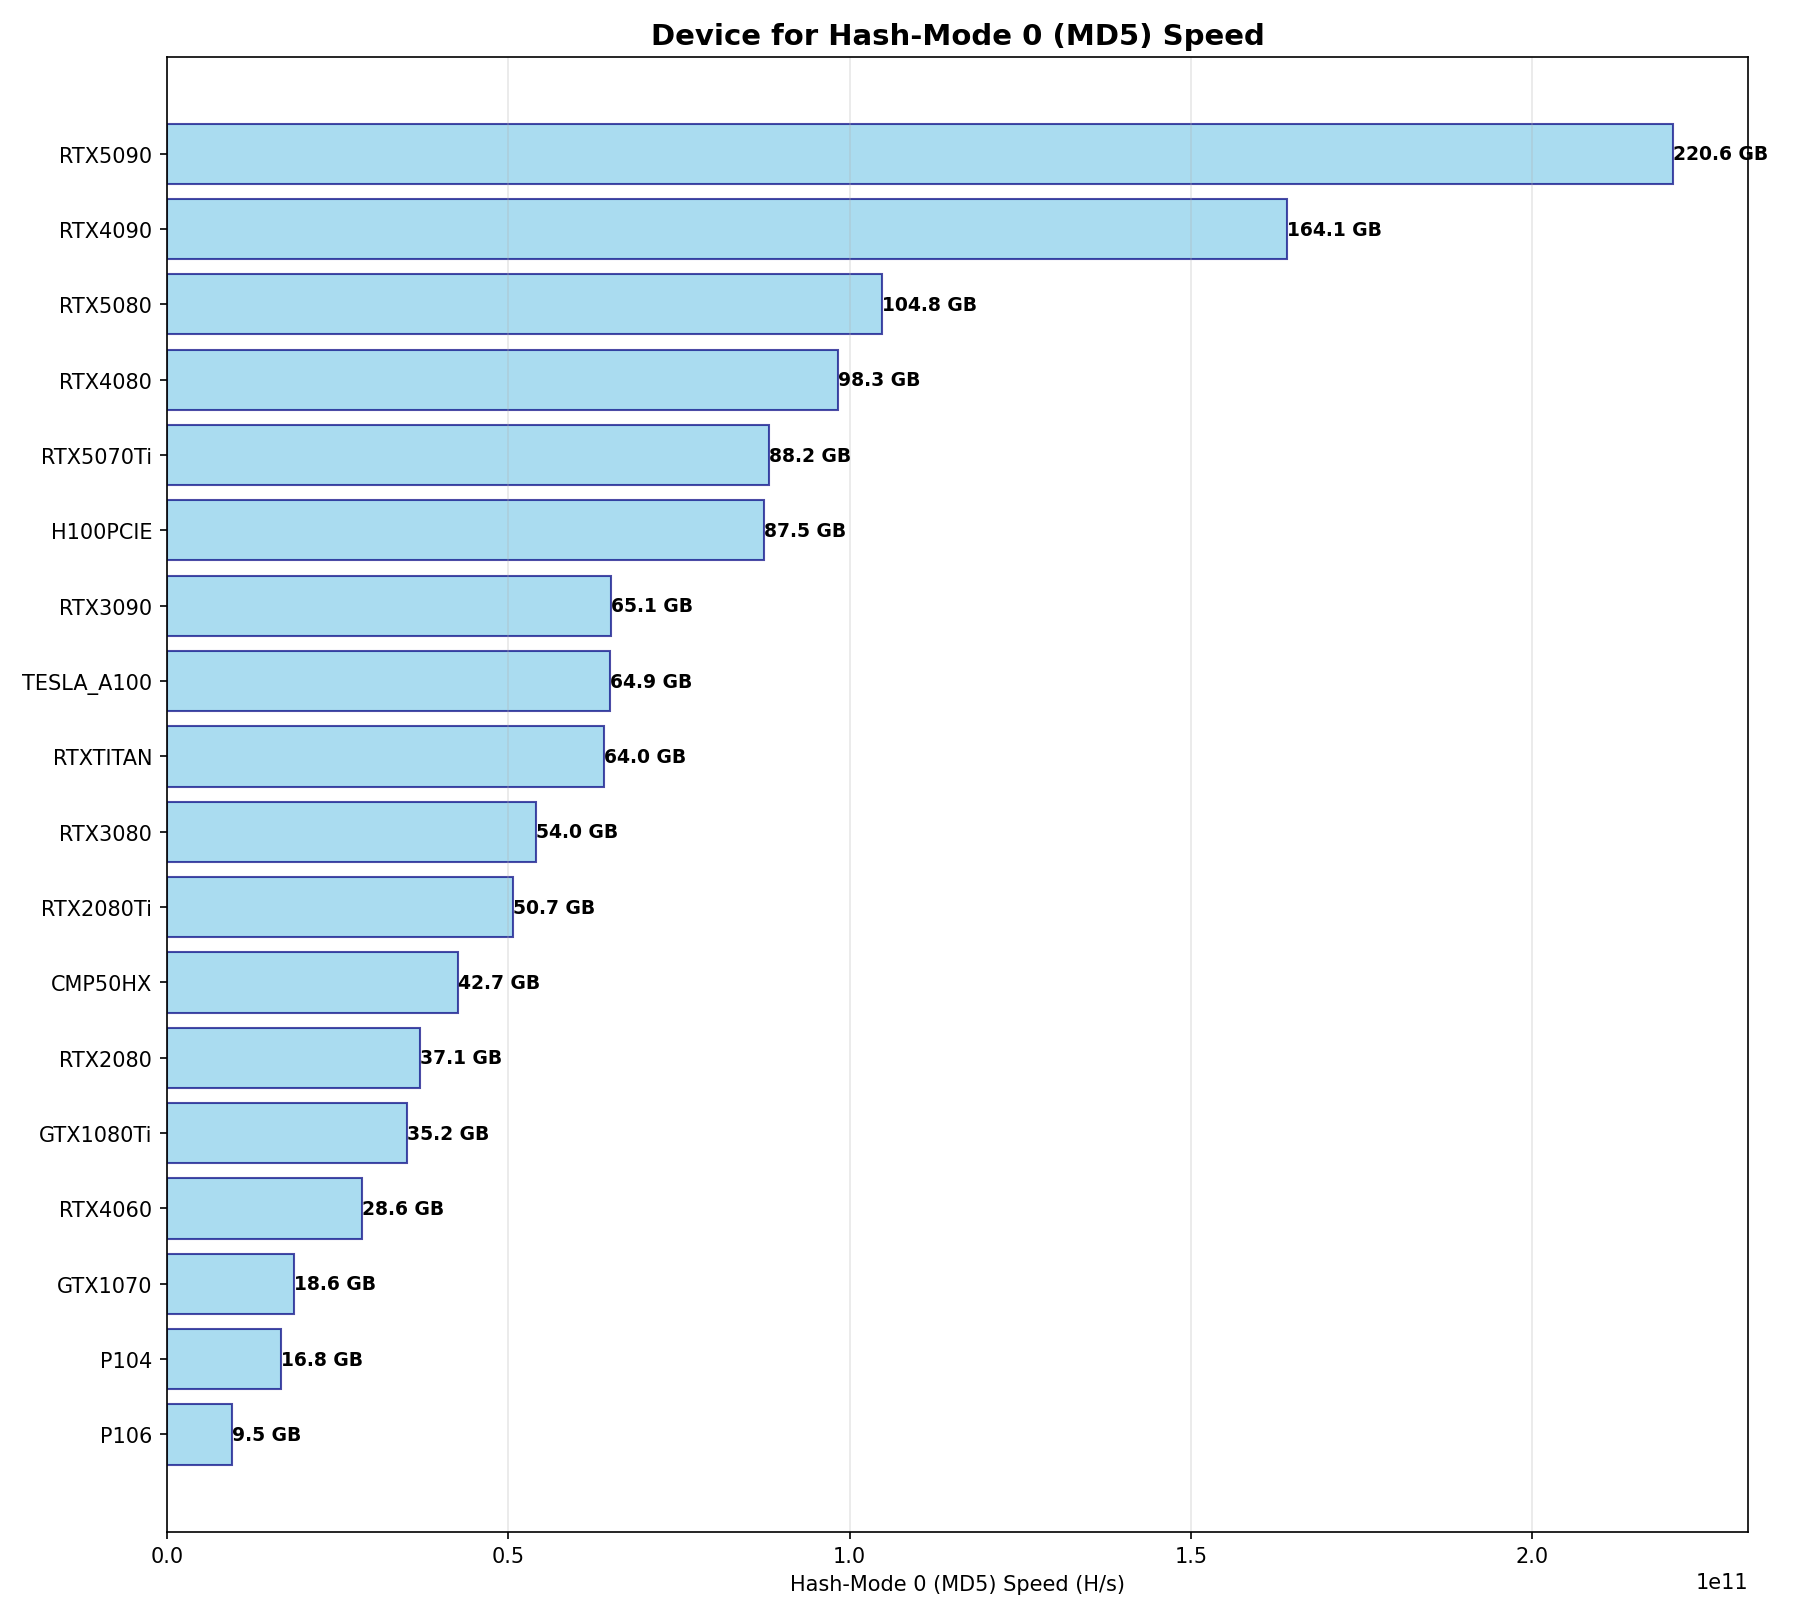 Device for Hash-Mode 0 (MD5) Speed
RTX5090 220.6 GB
RTX4090 164.1 GB
RTX5080 104.8 GB
RTX4080 98.3 GB
RTX5070Ti 88.2 GB
H100PCIE 87.5 GB
RTX3090 65.1 GB
TESLA_A100 64.9 GB
RTXTITAN 64.0 GB
RTX3080 54.0 GB
RTX2080Ti 50.7 GB
CMP50HX 42.7 GB
RTX2080 37.1 GB
GTX1080Ti 35.2 GB
RTX4060 28.6 GB
GTX1070 18.6 GB
P104 16.8 GB
P106 9.5 GB
0.0 0.5 1.0 1.5 2.0
Hash-Mode 0 (MD5) Speed (H/s) 1e11